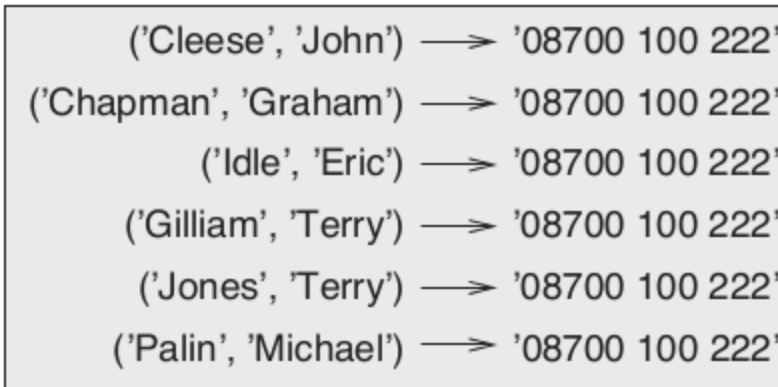 (’Cleese’, ’John’) → ’08700 100 222’
(’Chapman’, ’Graham’) → ’08700 100 222’
(’Idle’, ’Eric’) → ’08700 100 222’
(’Gilliam’, ’Terry’) → ’08700 100 222’
(’Jones’, ’Terry’) → ’08700 100 222’
(’Palin’, ’Michael’) → ’08700 100 222’